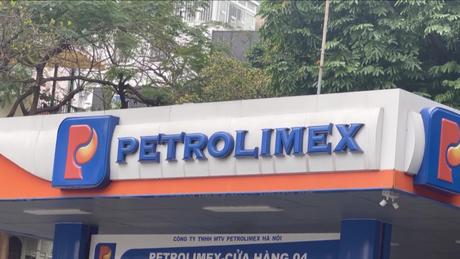 PETROLIMEX
CÔNG TY TNHH MTV PETROLIMEX HÀ NỘI
PETROLIMEX-CỬA HÀNG 04